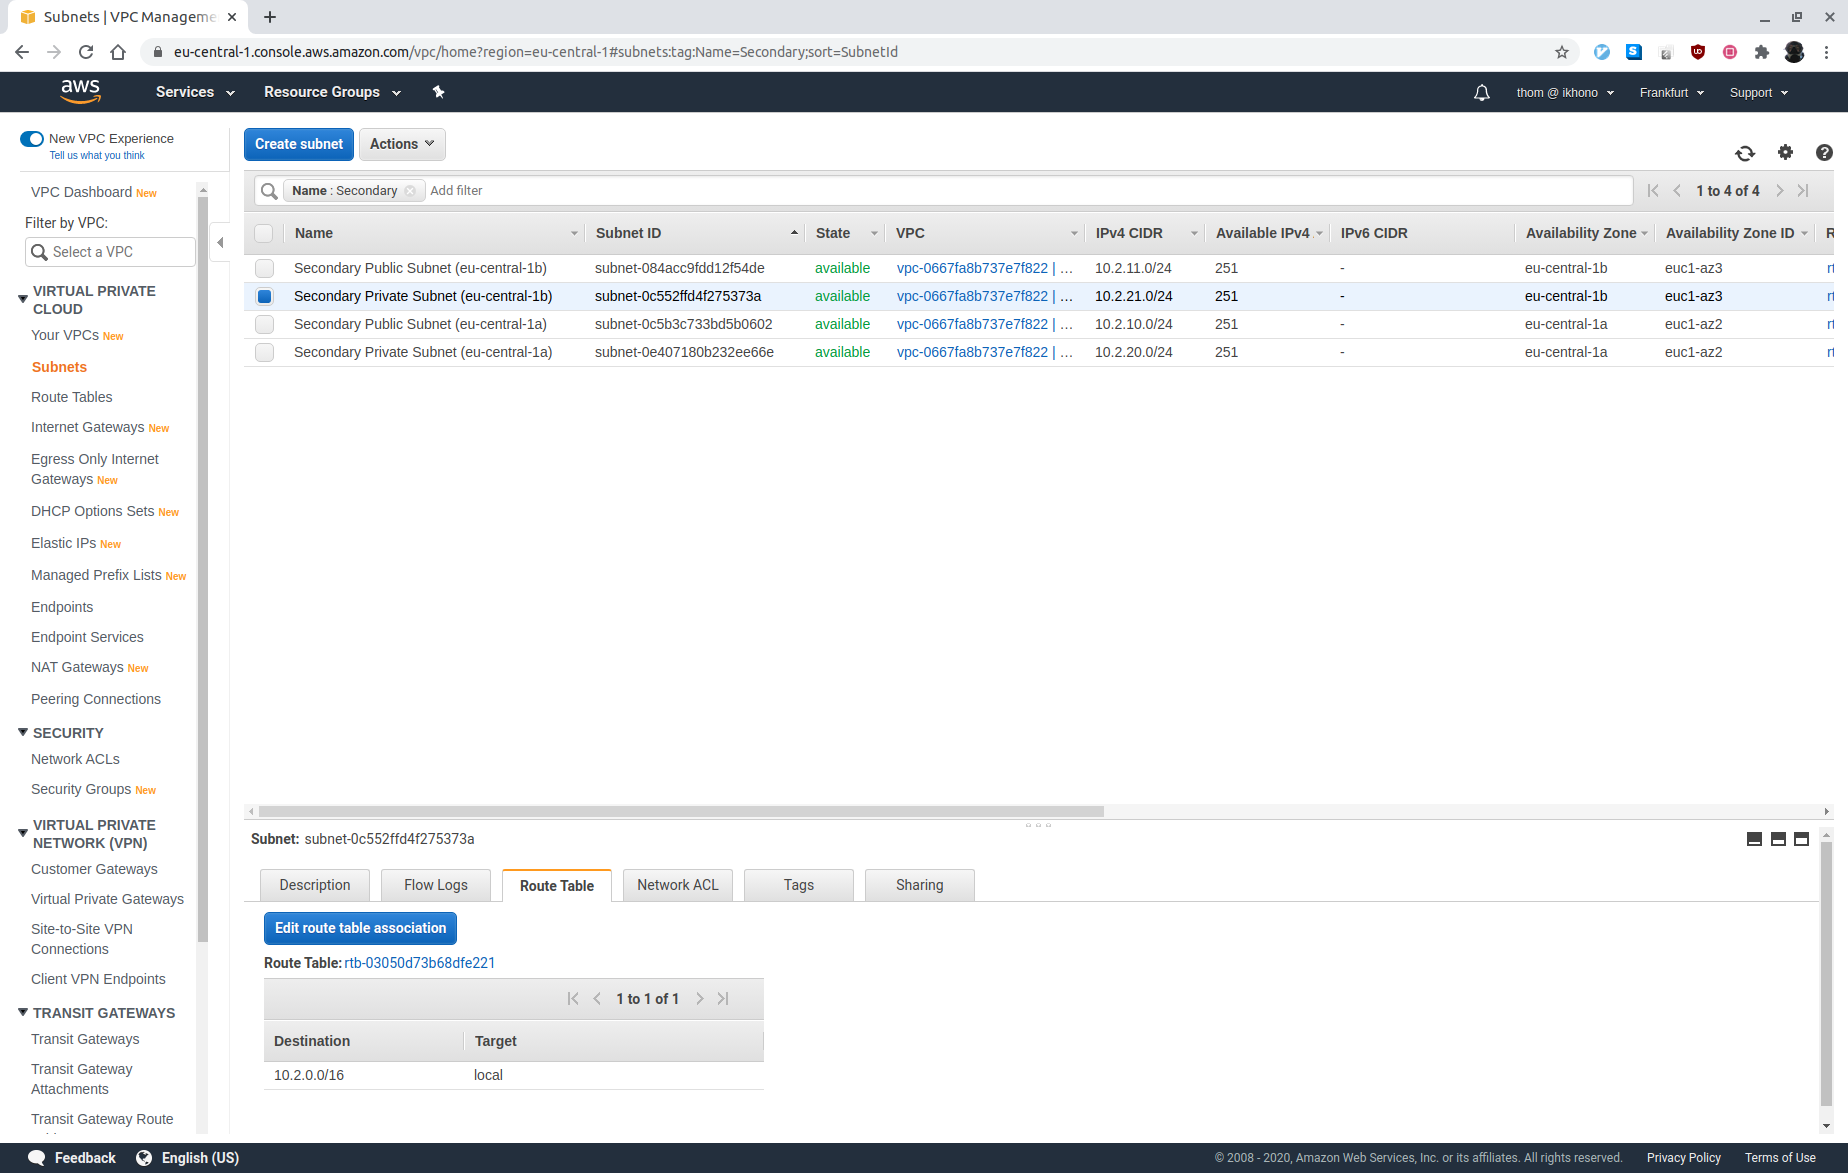 Subnets | VPC Manageme
eu-central-1.console.aws.amazon.com/vpc/home?region=eu-central-1#subnets:tag:Name=Secondary;sort=SubnetId
aws Services Resource Groups thom @ ikhono Frankfurt Support
New VPC Experience
Tell us what you think
VPC Dashboard New
Filter by VPC:
Select a VPC
VIRTUAL PRIVATE
CLOUD
Your VPCs New
Subnets
Route Tables
Internet Gateways New
Egress Only Internet
Gateways New
DHCP Options Sets New
Elastic IPs New
Managed Prefix Lists New
Endpoints
Endpoint Services
NAT Gateways New
Peering Connections
SECURITY
Network ACLs
Security Groups New
VIRTUAL PRIVATE
NETWORK (VPN)
Customer Gateways
Virtual Private Gateways
Site-to-Site VPN
Connections
Client VPN Endpoints
TRANSIT GATEWAYS
Transit Gateways
Transit Gateway
Attachments
Transit Gateway Route
Create subnet Actions
Name : Secondary Add filter 1 to 4 of 4
Name Subnet ID State VPC IPv4 CIDR Available IPv4 IPv6 CIDR Availability Zone Availability Zone ID R
Secondary Public Subnet (eu-central-1b) subnet-084acc9fdd12f54de available vpc-0667fa8b737e7f822 | … 10.2.11.0/24 251 - eu-central-1b euc1-az3 rt
Secondary Private Subnet (eu-central-1b) subnet-0c552ffd4f275373a available vpc-0667fa8b737e7f822 | … 10.2.21.0/24 251 - eu-central-1b euc1-az3 rt
Secondary Public Subnet (eu-central-1a) subnet-0c5b3c733bd5b0602 available vpc-0667fa8b737e7f822 | … 10.2.10.0/24 251 - eu-central-1a euc1-az2 rt
Secondary Private Subnet (eu-central-1a) subnet-0e407180b232ee66e available vpc-0667fa8b737e7f822 | … 10.2.20.0/24 251 - eu-central-1a euc1-az2 rt
Subnet: subnet-0c552ffd4f275373a
Description Flow Logs Route Table Network ACL Tags Sharing
Edit route table association
Route Table: rtb-03050d73b68dfe221
1 to 1 of 1
Destination Target
10.2.0.0/16 local
Feedback English (US) © 2008 - 2020, Amazon Web Services, Inc. or its affiliates. All rights reserved. Privacy Policy Terms of Use